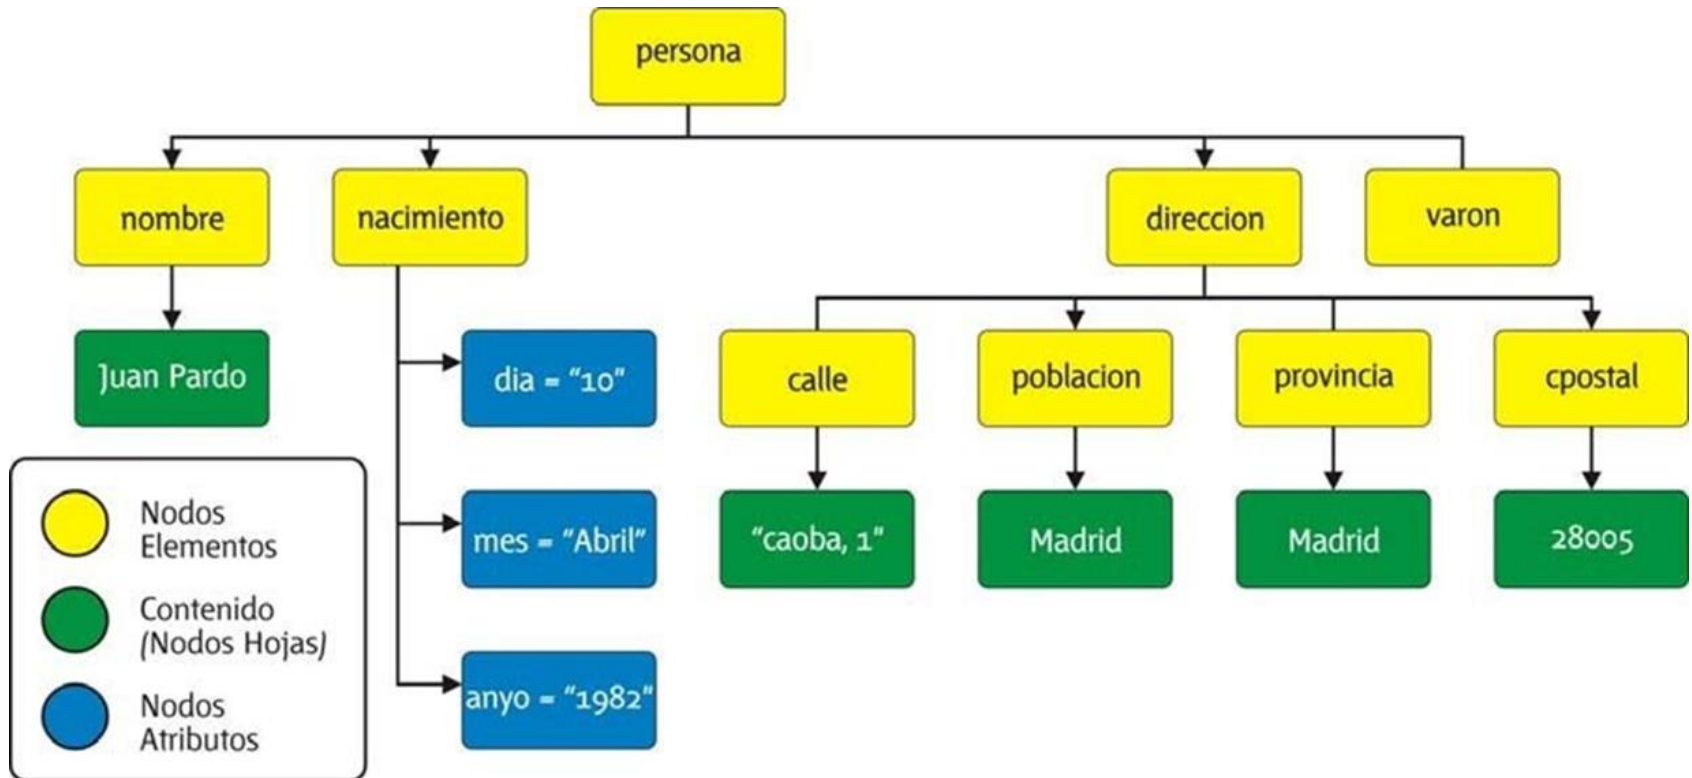 persona
nombre
nacimiento
direccion
varon
Juan Pardo
dia = “10”
calle
poblacion
provincia
cpostal
mes = “Abril”
“caoba, 1”
Madrid
Madrid
28005
anyo = “1982”
Nodos
Elementos
Contenido
(Nodos Hojas)
Nodos
Atributos